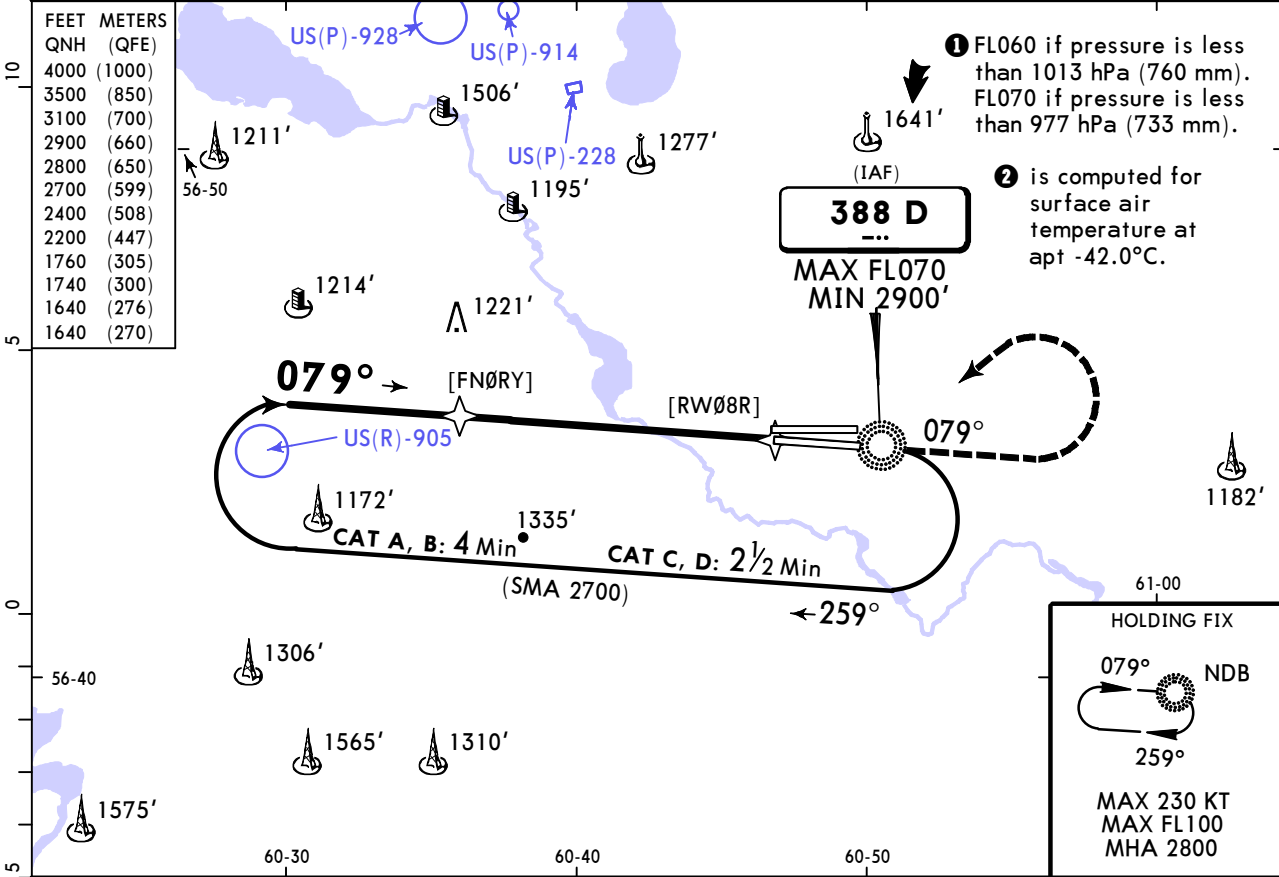 FEET METERS
QNH (QFE)
4000 (1000)
3500 (850)
3100 (700)
2900 (660)
2800 (650)
2700 (599)
2400 (508)
2200 (447)
1760 (305)
1740 (300)
1640 (276)
1640 (270)
US(P)-928
US(P)-914
US(P)-228
❶ FL060 if pressure is less
than 1013 hPa (760 mm).
FL070 if pressure is less
than 977 hPa (733 mm).
❷ is computed for
surface air
temperature at
apt -42.0°C.
10
1506'
1211'
56-50
1277'
1195'
1641'
(IAF)
388 D
MAX FL070
MIN 2900'
1214'
1221'
5
079°
[FNØRY]
[RWØ8R]
079°
US(R)-905
1182'
1172'
1335'
CAT A, B: 4 Min
CAT C, D: 2½ Min
(SMA 2700)
259°
0
61-00
1306'
56-40
1565'
1310'
1575'
5
60-30
60-40
60-50
HOLDING FIX
079°
NDB
259°
MAX 230 KT
MAX FL100
MHA 2800